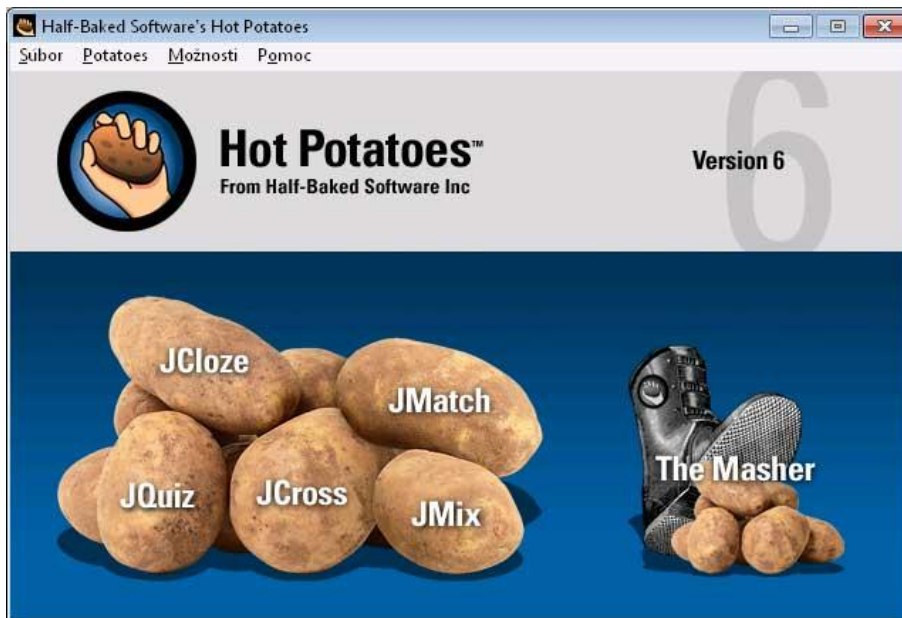 Half-Baked Software's Hot Potatoes
Súbor Potatoes Možnosti Pomoc
Hot Potatoes™
From Half-Baked Software Inc
6
Version 6
JCloze
JMatch
The Masher
JQuiz
JCross
JMix